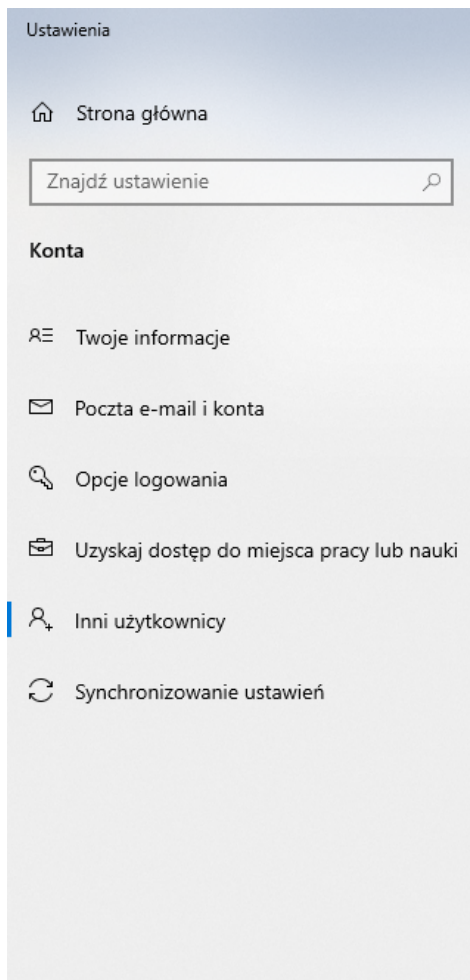 Ustawienia
Strona główna
Znajdź ustawienie
Konta
Twoje informacje
Poczta e-mail i konta
Opcje logowania
Uzyskaj dostęp do miejsca pracy lub nauki
Inni użytkownicy
Synchronizowanie ustawień